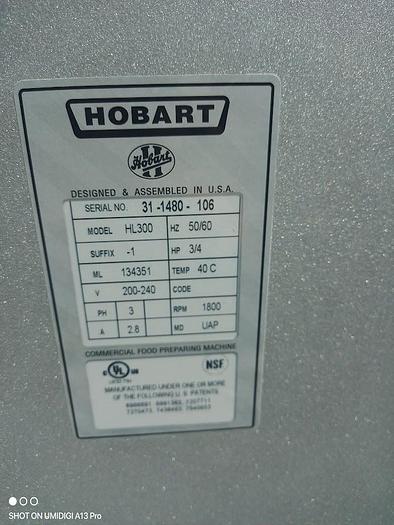 HOBART
Hobart
DESIGNED & ASSEMBLED IN U.S.A.
SERIAL NO. 31-1480-106
MODEL HL300 HZ 50/60
SUFFIX -1 HP 3/4
ML 134351 TEMP 40 C
V 200-240 CODE
PH 3 RPM 1800
A 2.8 MD UAP
COMMERCIAL FOOD PREPARING MACHINE
C UL US NSF
MANUFACTURED UNDER ONE OR MORE
OF THE FOLLOWING U.S. PATENTS
SHOT ON UMIDIGI A13 Pro